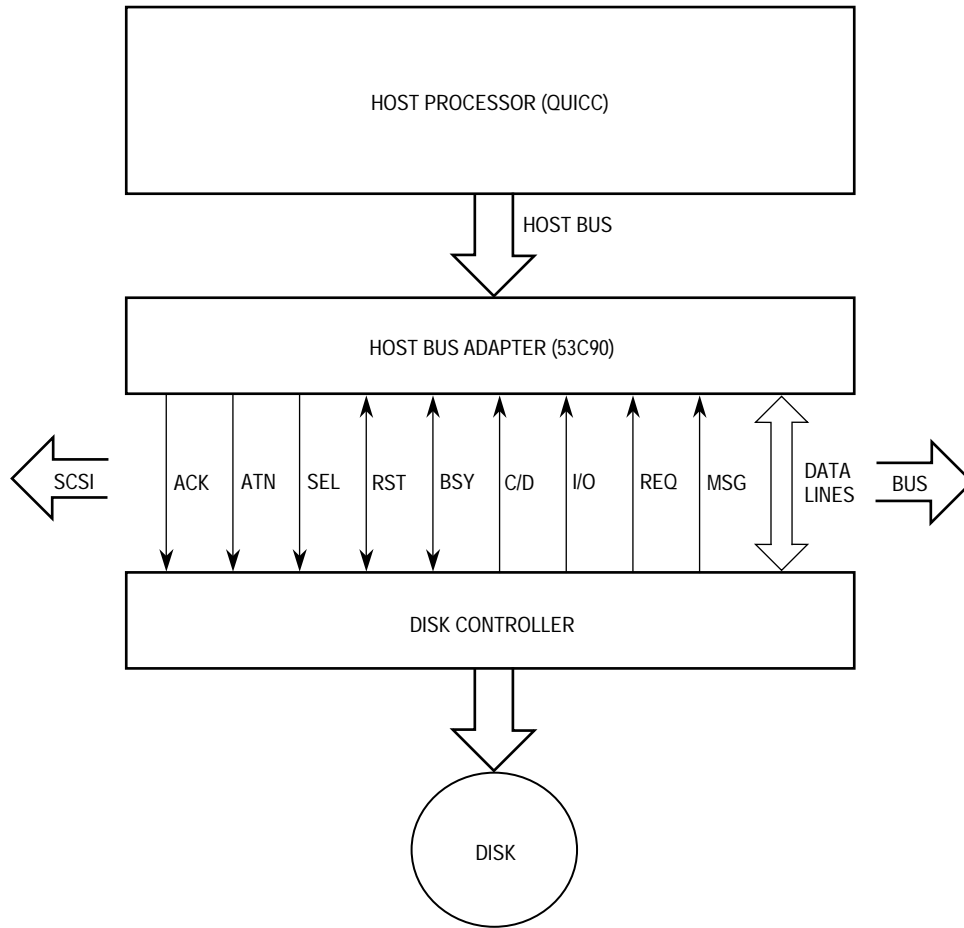 HOST PROCESSOR (QUICC)
HOST BUS
HOST BUS ADAPTER (53C90)
SCSI
ACK
ATN
SEL
RST
BSY
C/D
I/O
REQ
MSG
DATA
LINES
BUS
DISK CONTROLLER
DISK